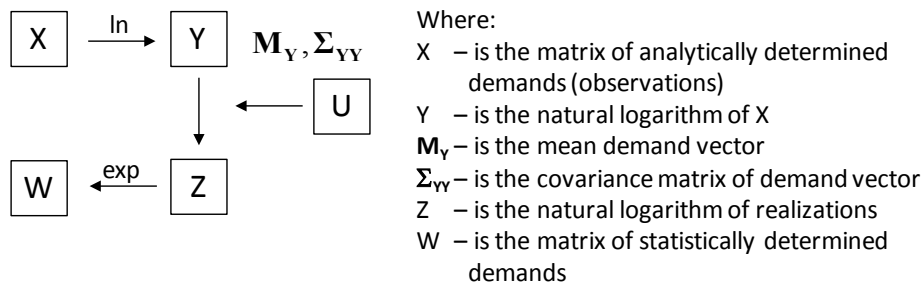 X
ln
Y
M_Y, Σ_YY
U
W
exp
Z
Where:
X – is the matrix of analytically determined
demands (observations)
Y – is the natural logarithm of X
M_Y – is the mean demand vector
Σ_YY – is the covariance matrix of demand vector
Z – is the natural logarithm of realizations
W – is the matrix of statistically determined
demands